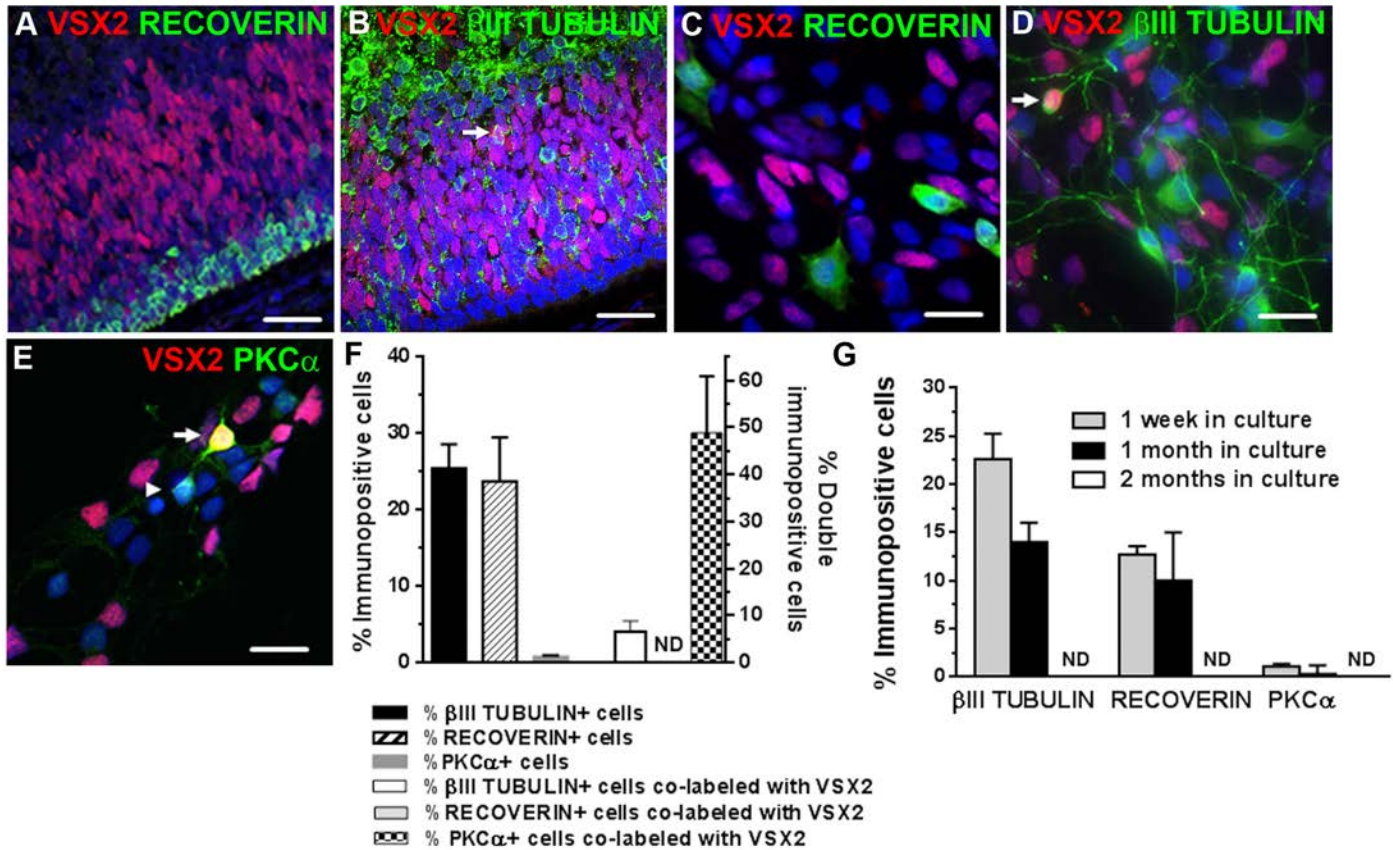 A VSX2 RECOVERIN
B VSX2 βIII TUBULIN
C VSX2 RECOVERIN
D VSX2 βIII TUBULIN
E VSX2 PKCα
F
% Immunopositive cells
40
30
20
10
0
ND
60
50
40
30
20
10
0
% Double
immunopositive cells
% βIII TUBULIN+ cells
% RECOVERIN+ cells
% PKCα+ cells
% βIII TUBULIN+ cells co-labeled with VSX2
% RECOVERIN+ cells co-labeled with VSX2
% PKCα+ cells co-labeled with VSX2
G
% Immunopositive cells
30
25
20
15
10
5
0
1 week in culture
1 month in culture
2 months in culture
ND
ND
ND
βIII TUBULIN RECOVERIN PKCα